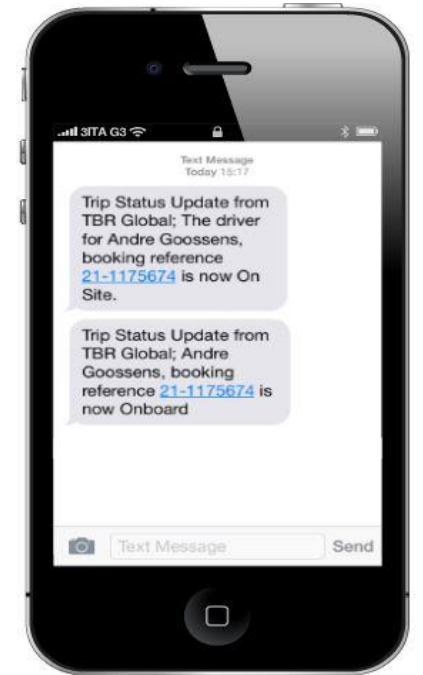 3ITA G3
Text Message
Today 15:17
Trip Status Update from
TBR Global; The driver
for Andre Goossens,
booking reference
21-1175674 is now On
Site.
Trip Status Update from
TBR Global; Andre
Goossens, booking
reference 21-1175674 is
now Onboard
Text Message
Send